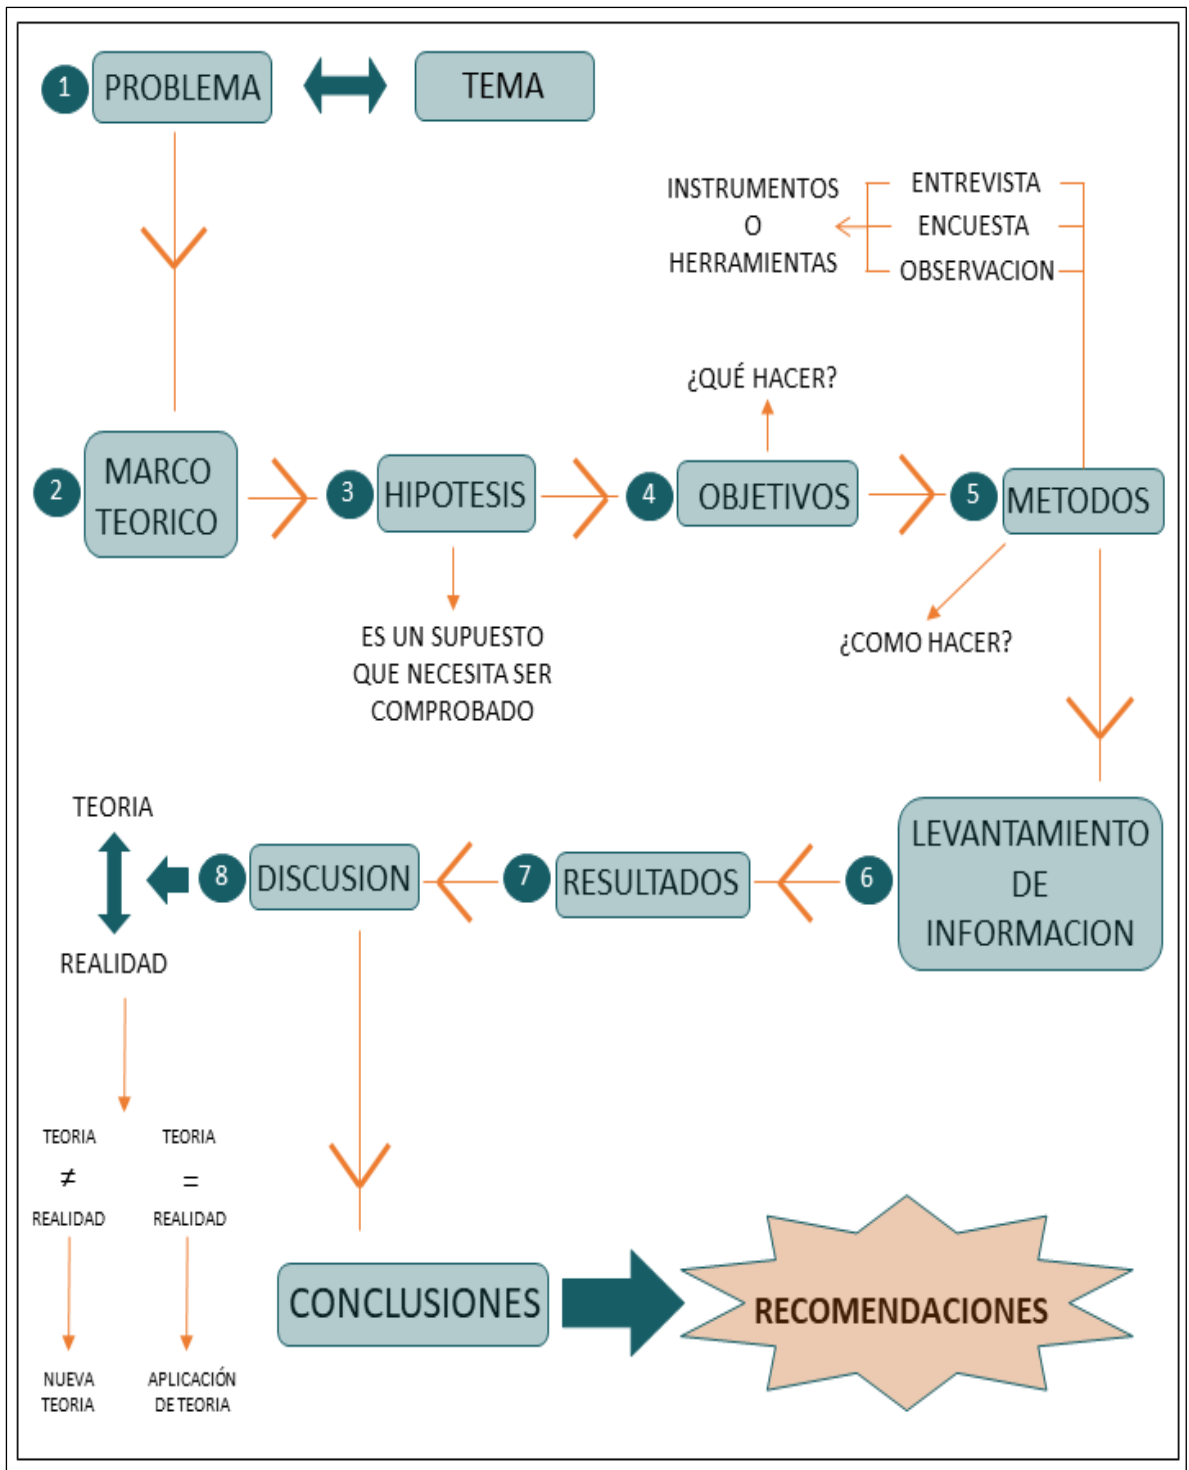 1 PROBLEMA
TEMA
INSTRUMENTOS
O
HERRAMIENTAS
ENTREVISTA
ENCUESTA
OBSERVACION
¿QUÉ HACER?
2 MARCO
TEORICO
3 HIPOTESIS
4 OBJETIVOS
5 METODOS
ES UN SUPUESTO
QUE NECESITA SER
COMPROBADO
¿COMO HACER?
6 LEVANTAMIENTO
DE
INFORMACION
7 RESULTADOS
8 DISCUSION
TEORIA
REALIDAD
TEORIA
≠
REALIDAD
TEORIA
=
REALIDAD
NUEVA
TEORIA
APLICACIÓN
DE TEORIA
CONCLUSIONES
RECOMENDACIONES